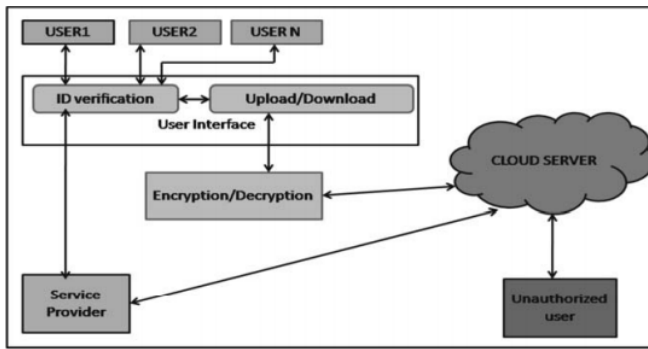 USER1
USER2
USER N
ID verification
Upload/Download
User Interface
CLOUD SERVER
Encryption/Decryption
Service
Provider
Unauthorized
user